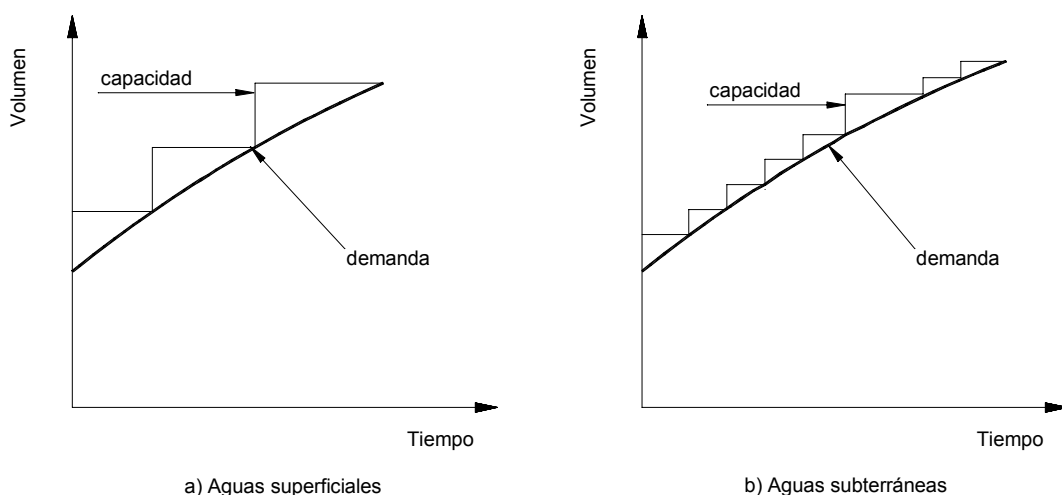 Volumen
capacidad
demanda
Tiempo
a) Aguas superficiales
Volumen
capacidad
demanda
Tiempo
b) Aguas subterráneas